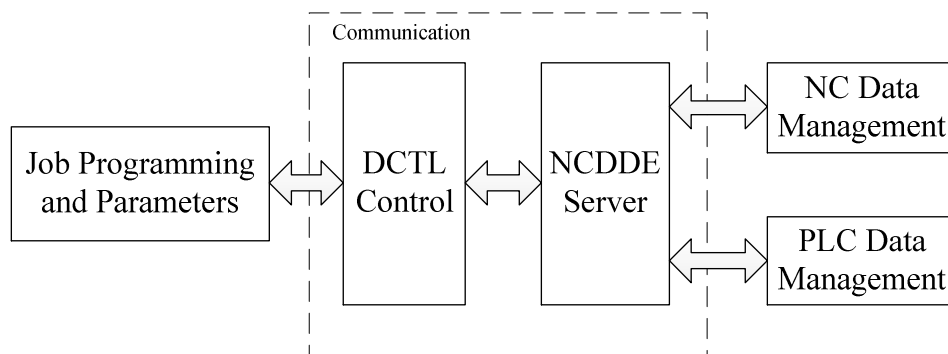 Communication
Job Programming
and Parameters
DCTL
Control
NCDDE
Server
NC Data
Management
PLC Data
Management